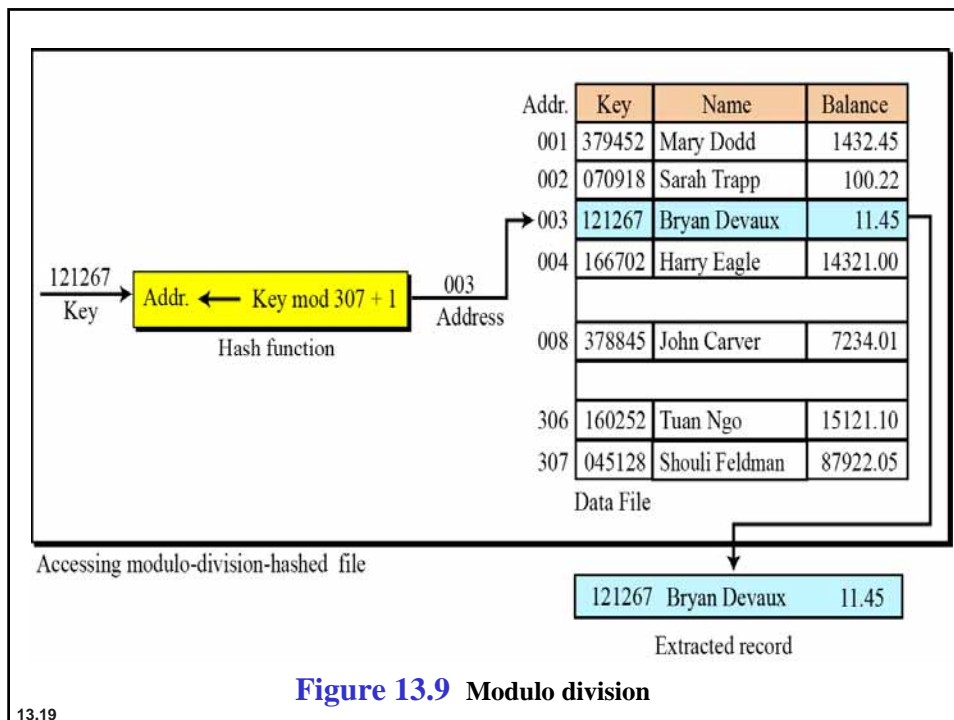 Addr. Key Name Balance
001 379452 Mary Dodd 1432.45
002 070918 Sarah Trapp 100.22
003 121267 Bryan Devaux 11.45
004 166702 Harry Eagle 14321.00
008 378845 John Carver 7234.01
306 160252 Tuan Ngo 15121.10
307 045128 Shouli Feldman 87922.05
Data File
121267
Key
Addr. ← Key mod 307 + 1
Hash function
003
Address
Accessing modulo-division-hashed file
121267 Bryan Devaux 11.45
Extracted record
Figure 13.9 Modulo division
13.19